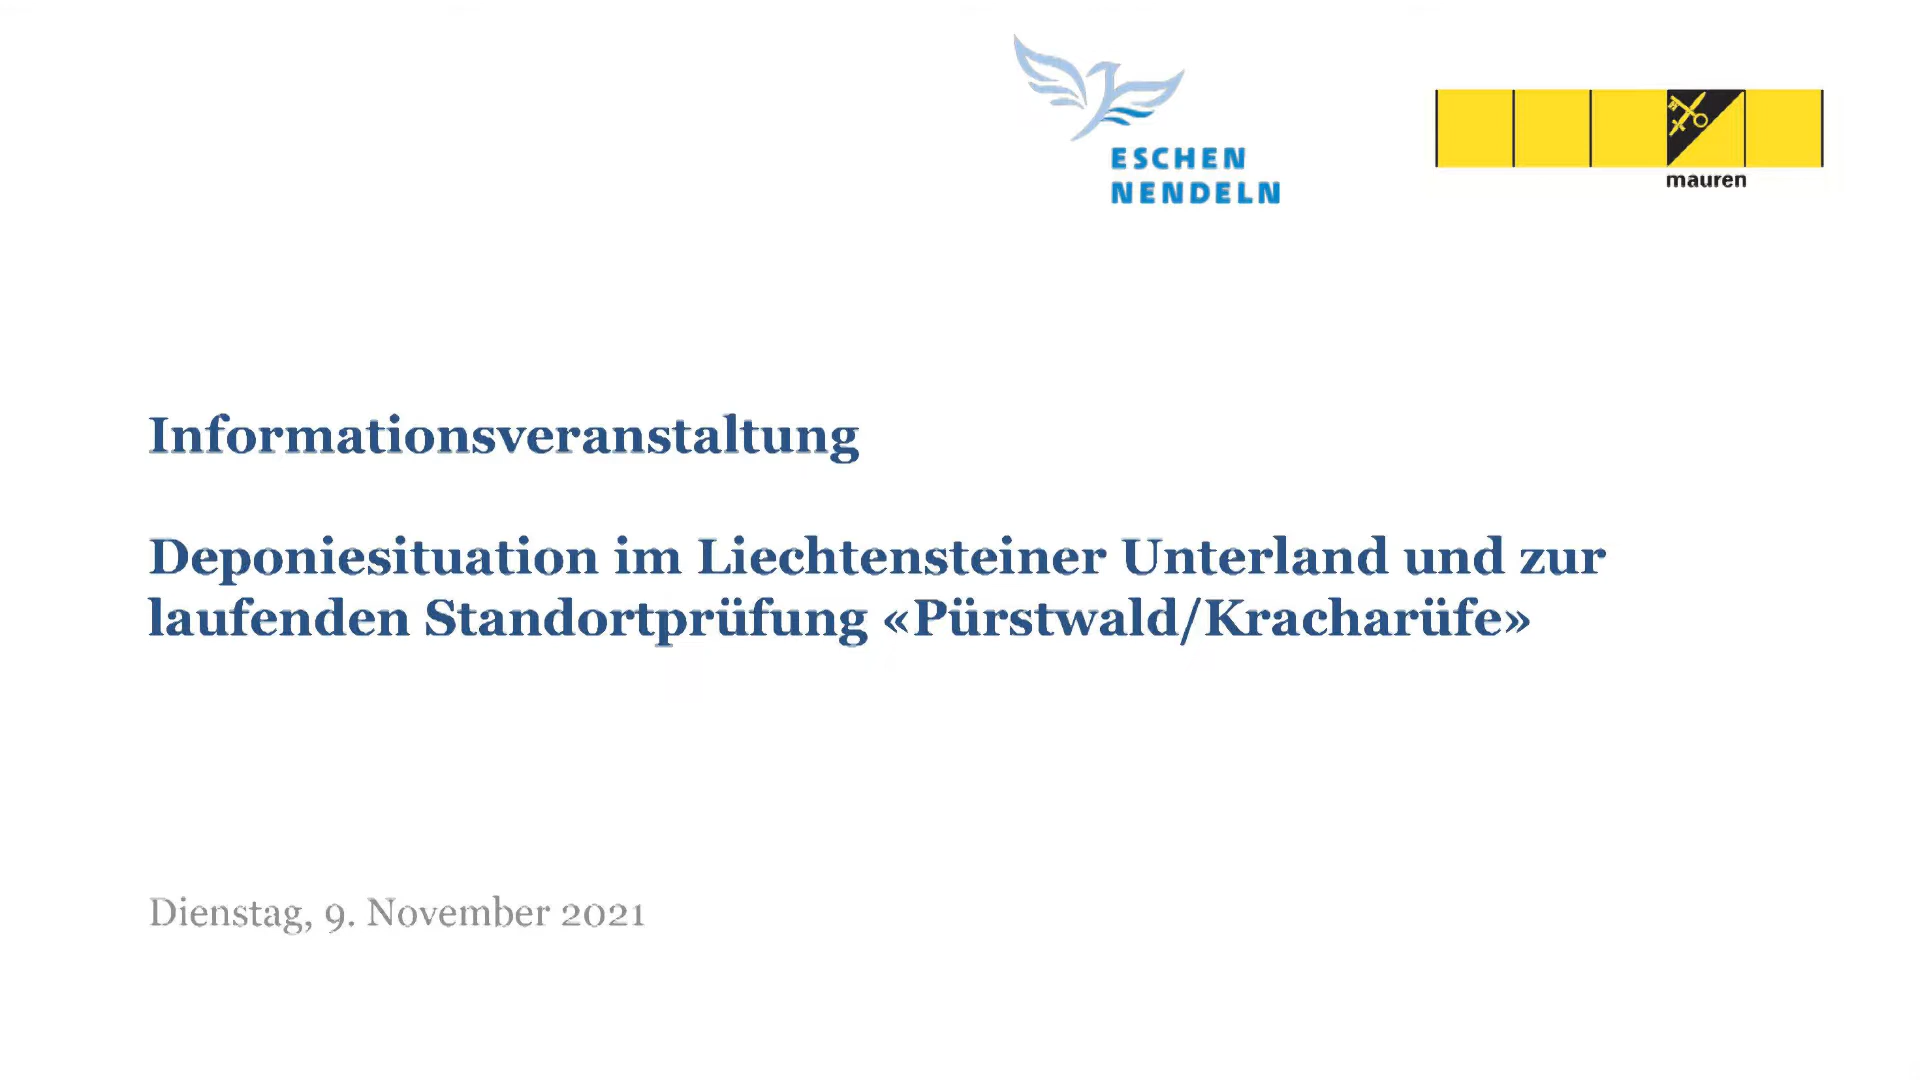 ESCHEN
NENDELN
mauren
Informationsveranstaltung
Deponiesituation im Liechtensteiner Unterland und zur
laufenden Standortprüfung «Pürstwald/Kracharüfe»
Dienstag, 9. November 2021